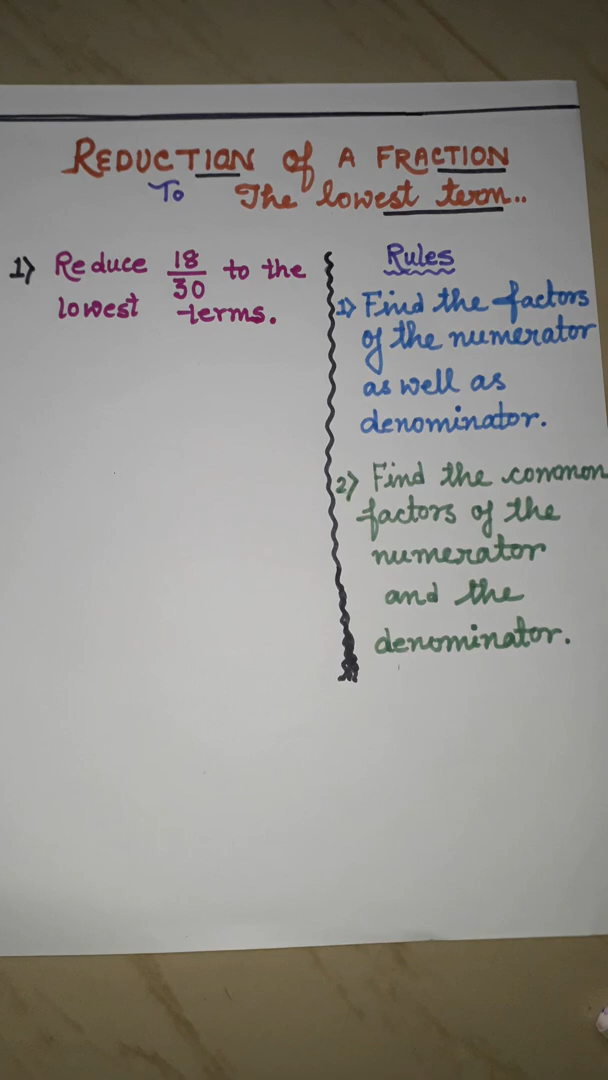 REDUCTION of A FRACTION
To The lowest term..
1) Reduce 18/30 to the
lowest terms.
Rules
1) Find the factors
of the numerator
as well as
denominator.
2) Find the common
factors of the
numerator
and the
denominator.